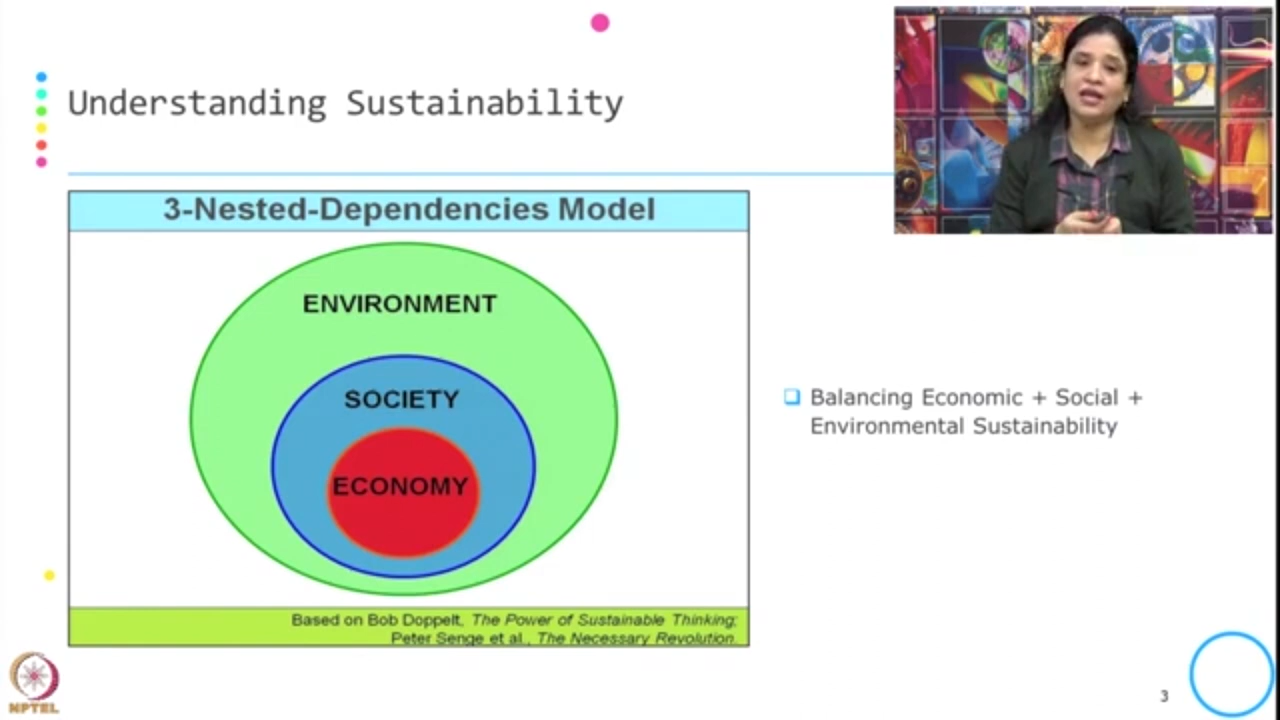 Understanding Sustainability
3-Nested-Dependencies Model
ENVIRONMENT
SOCIETY
ECONOMY
Based on Bob Doppelt, The Power of Sustainable Thinking;
Peter Senge et al., The Necessary Revolution.
❑ Balancing Economic + Social +
Environmental Sustainability
NPTEL
3